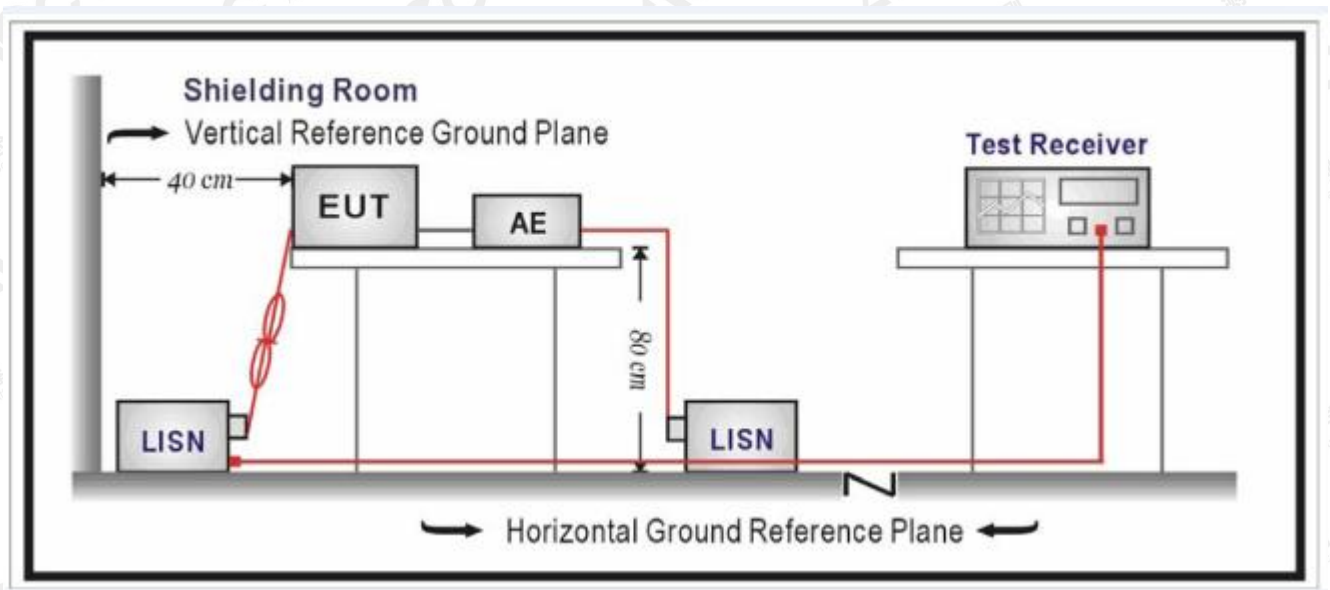 Shielding Room
Vertical Reference Ground Plane
Test Receiver
40 cm
EUT
AE
80 cm
LISN
LISN
Horizontal Ground Reference Plane